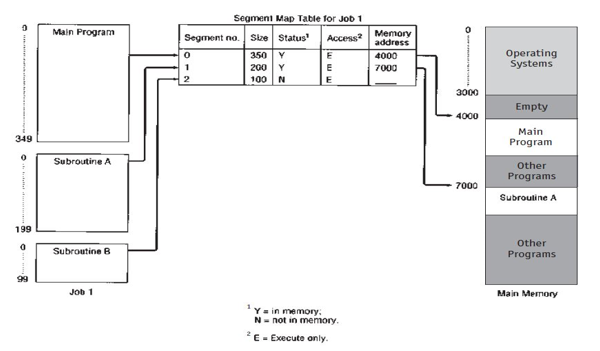 Segment Map Table for Job 1
Segment no. Size Status1 Access2 Memory address
0 350 Y E 4000
1 200 Y E 7000
2 100 N E
0
Main Program
349
0
Subroutine A
199
0
Subroutine B
99
Job 1
0
Operating
Systems
3000
Empty
4000
Main
Program
Other
Programs
7000
Subroutine A
Other
Programs
Main Memory
1 Y = in memory;
N = not in memory.
2 E = Execute only.